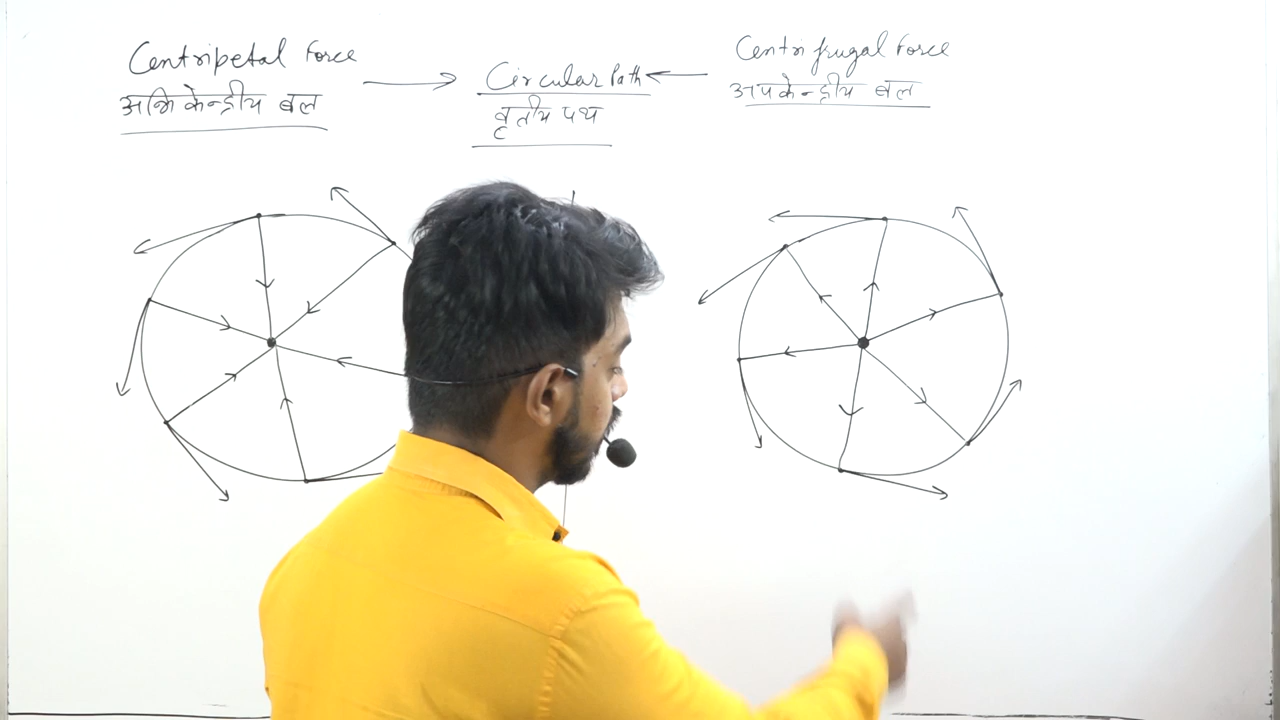 Centripetal Force
अभिकेन्द्रीय बल
Circular Path
वृतीय पथ
Centrifugal Force
अपकेन्द्रीय बल